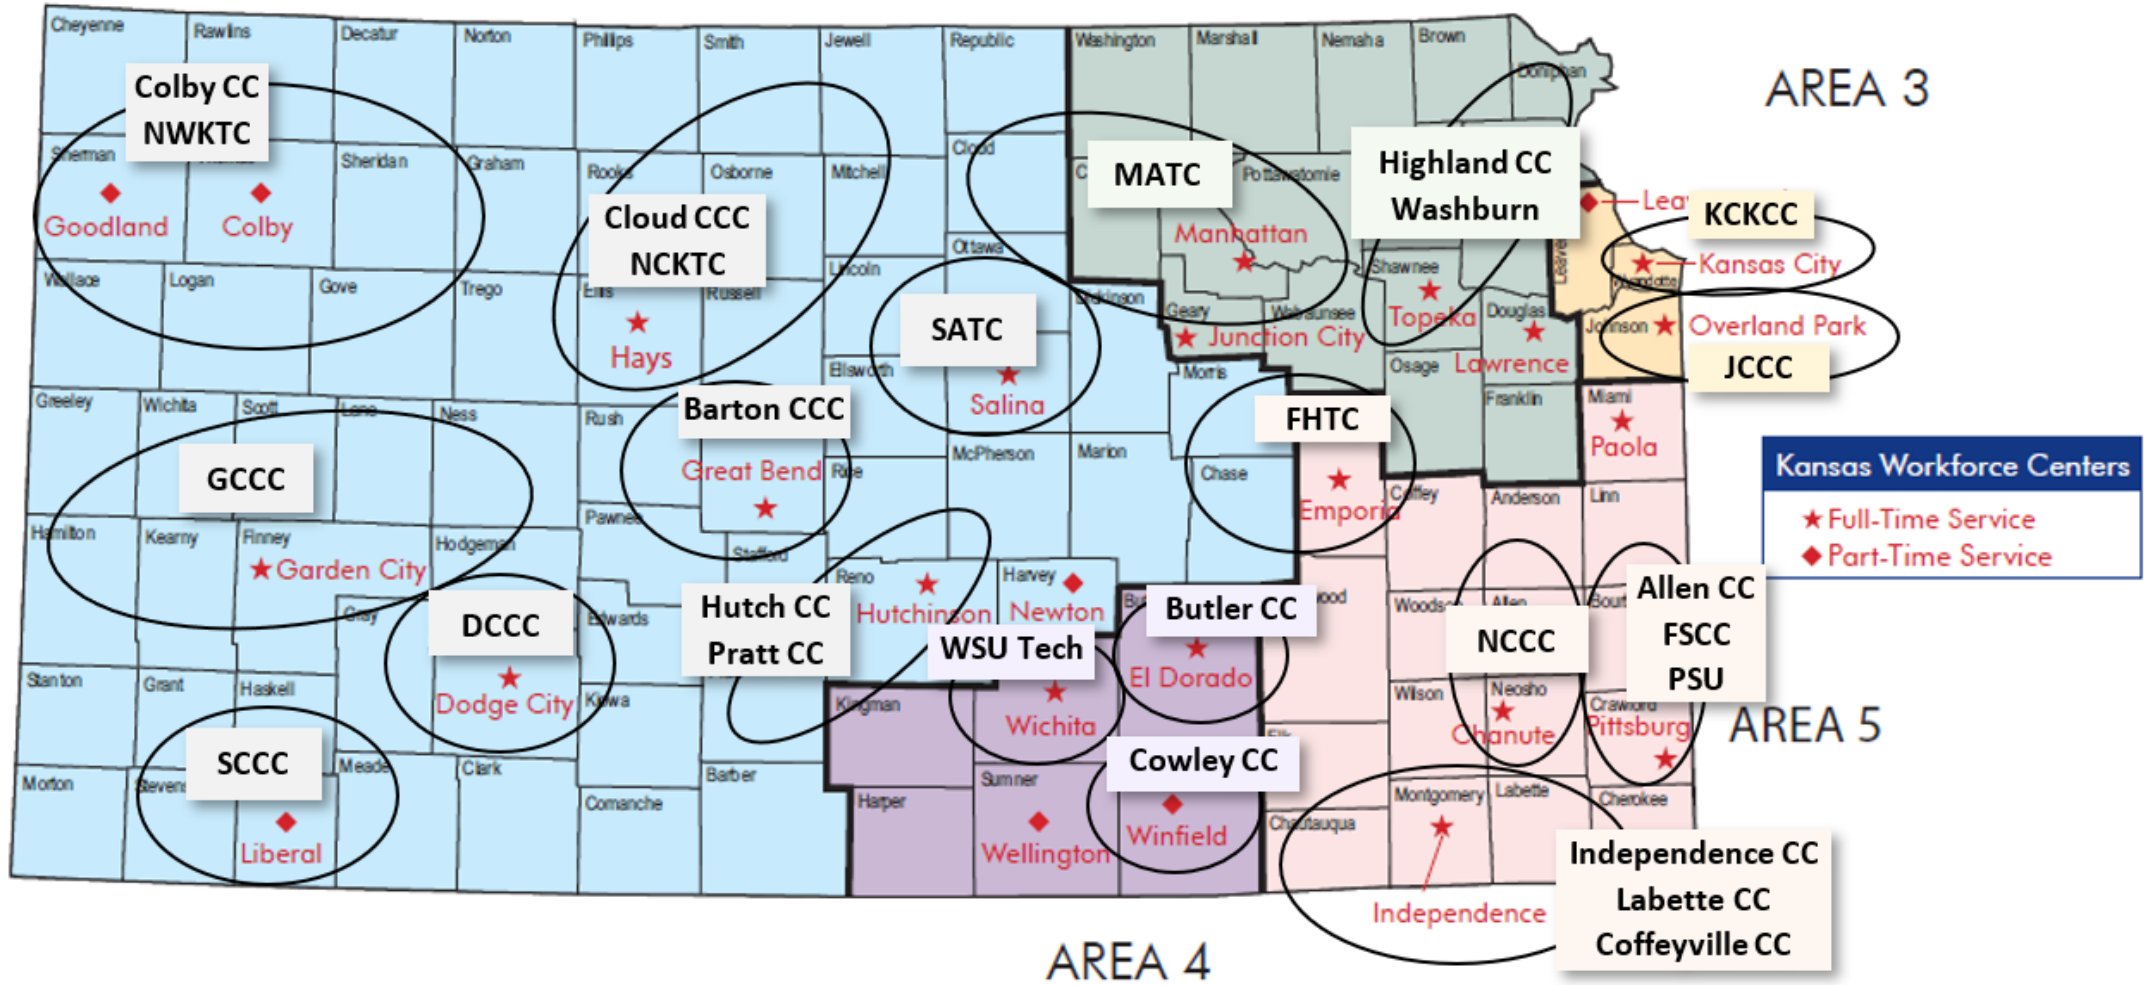 Cheyenne
Rawlins
Decatur
Norton
Phillips
Smith
Jewell
Republic
Washington
Marshall
Nemaha
Brown
Doniphan
AREA 3
Colby CC
NWKTC
Sherman
Sheridan
Graham
Rooks
Osborne
Mitchell
Cloud
MATC
Pottawatomie
Highland CC
Washburn
Goodland
Colby
Cloud CCC
NCKTC
Ottawa
Manhattan
KCKCC
Kansas City
Wyandotte
Shawnee
Wallace
Logan
Gove
Trego
Ellis
Russell
Lincoln
Dickinson
Geary
Wabaunsee
Topeka
Douglas
Johnson
Overland Park
JCCC
Hays
SATC
Junction City
Lawrence
Ellsworth
Salina
Morris
Osage
Franklin
Miami
Paola
Greeley
Wichita
Scott
Lane
Ness
Rush
Barton CCC
FHTC
GCCC
Great Bend
Rice
McPherson
Marion
Chase
Emporia
Coffey
Anderson
Linn
Kansas Workforce Centers
Full-Time Service
Part-Time Service
Hamilton
Kearny
Finney
Garden City
Hodgeman
Pawnee
Stafford
Reno
Hutchinson
Harvey
Newton
Gray
DCCC
Dodge City
Edwards
Hutch CC
Pratt CC
WSU Tech
Wichita
Butler CC
El Dorado
Woodson
Allen
NCCC
Allen CC
FSCC
PSU
Stanton
Grant
Haskell
Kiowa
Kingman
Wilson
Neosho
Chanute
Crawford
Pittsburg
AREA 5
SCCC
Liberal
Morton
Stevens
Meade
Clark
Comanche
Barber
Harper
Sumner
Wellington
Cowley CC
Winfield
Elk
Chautauqua
Montgomery
Labette
Cherokee
Independence
Independence CC
Labette CC
Coffeyville CC
AREA 4